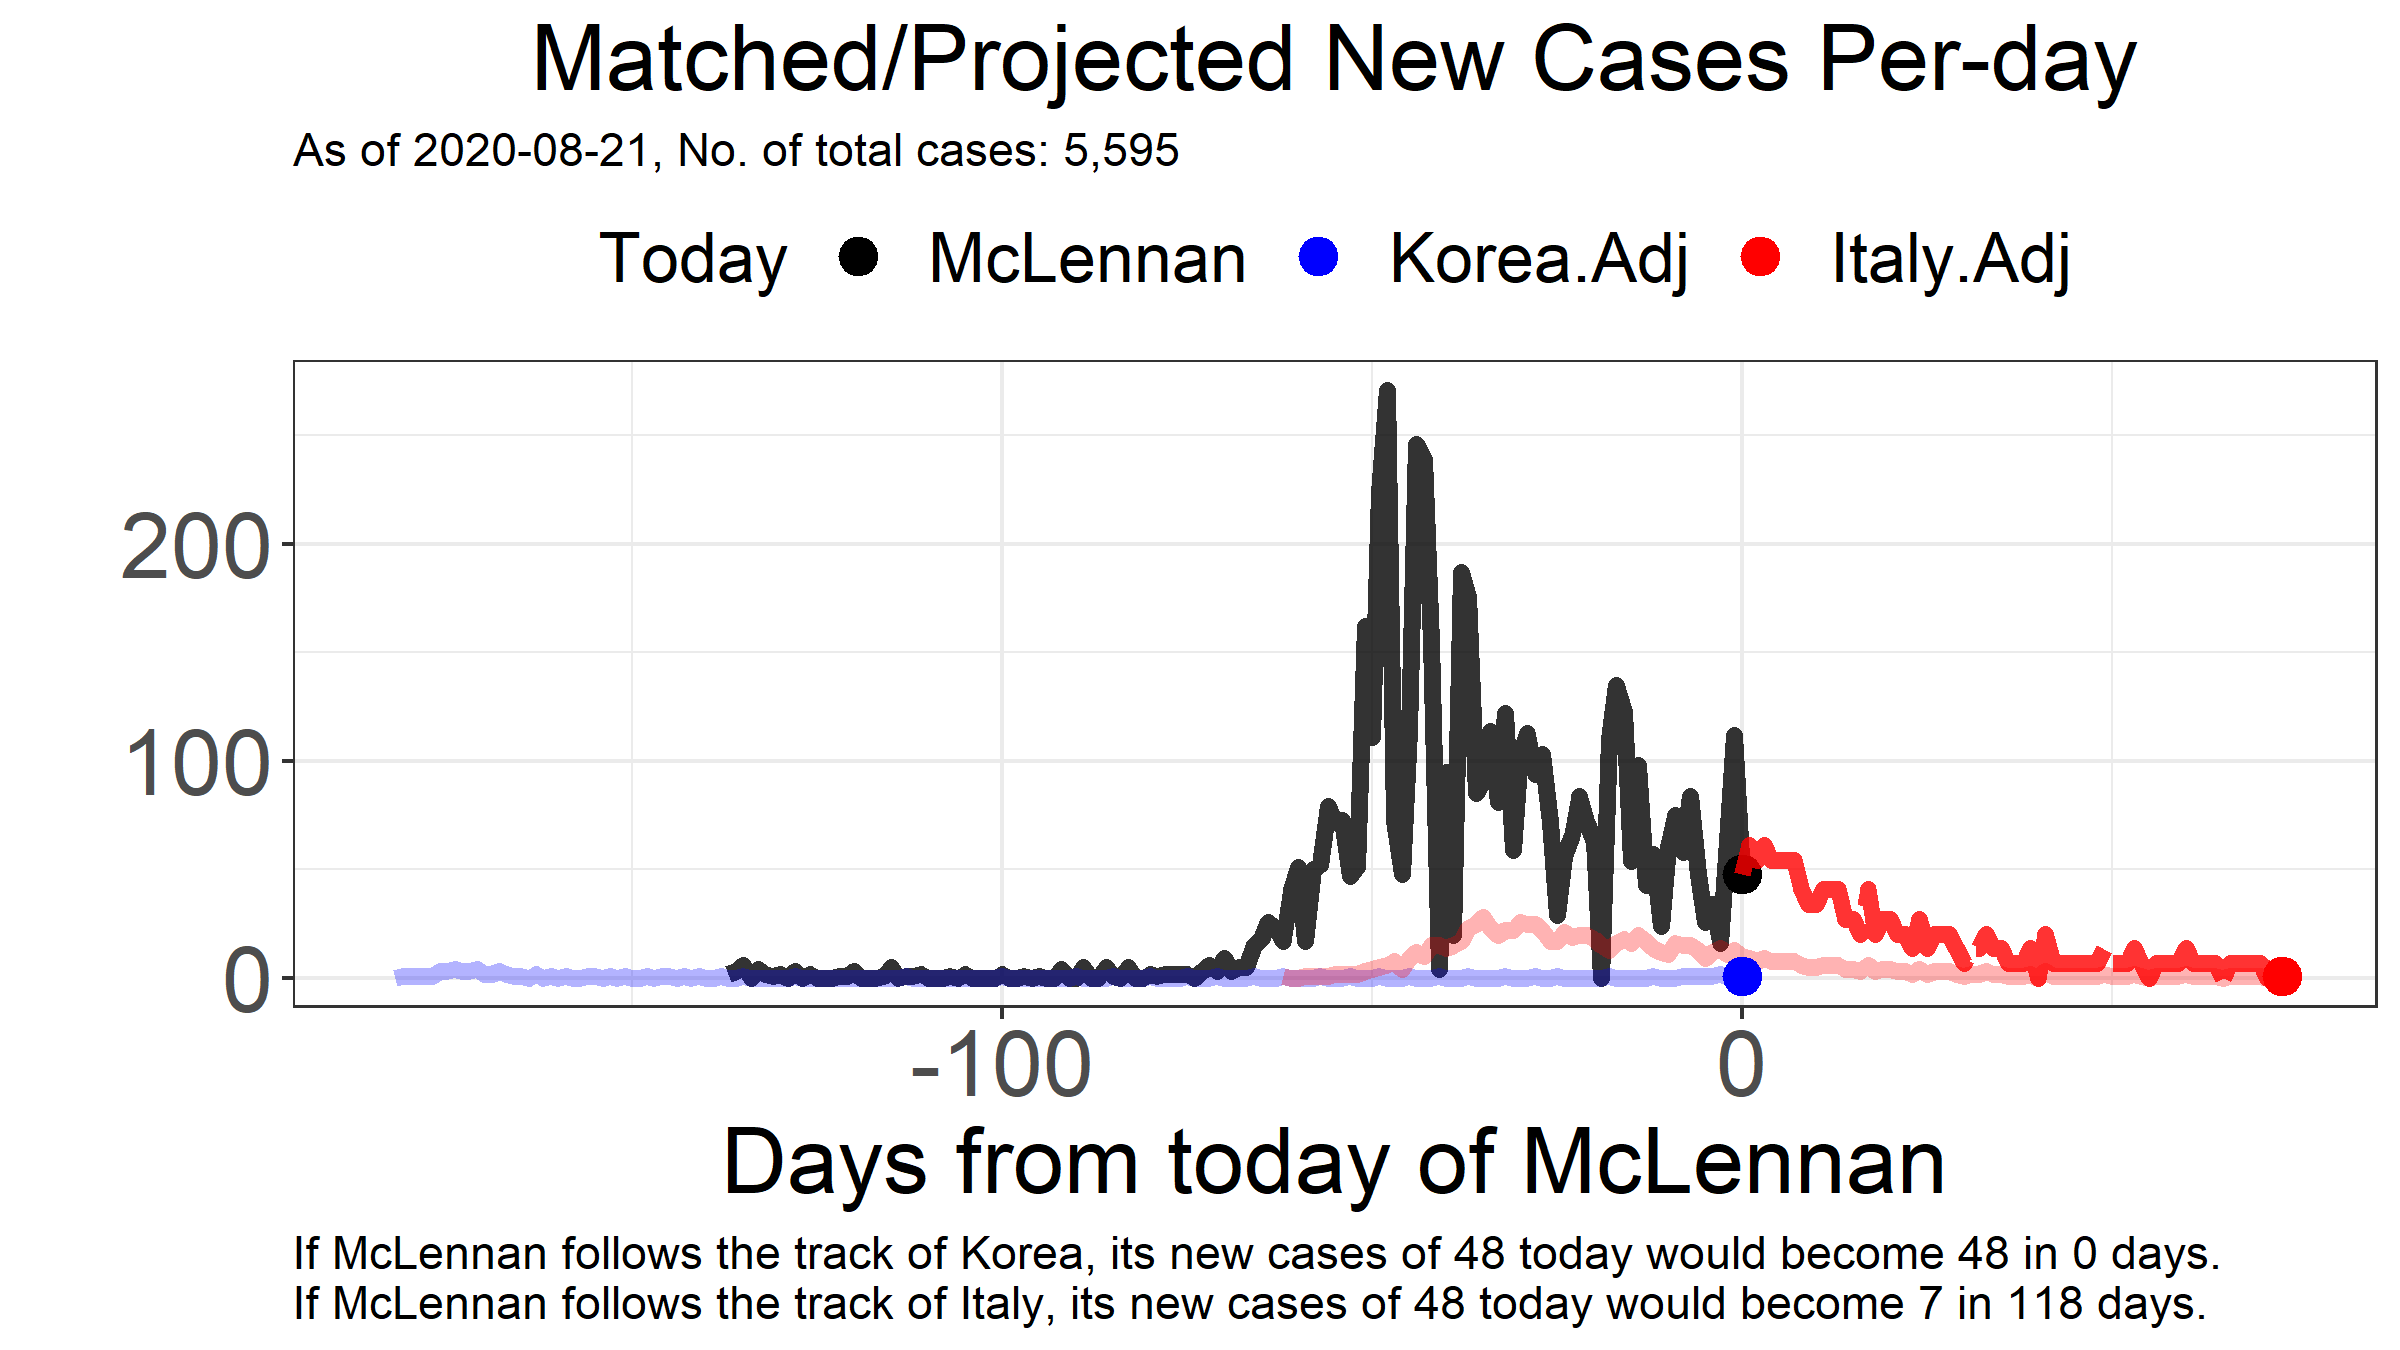 Matched/Projected New Cases Per-day
As of 2020-08-21, No. of total cases: 5,595
Today McLennan Korea.Adj Italy.Adj
200
100
0
-100 0
Days from today of McLennan
If McLennan follows the track of Korea, its new cases of 48 today would become 48 in 0 days.
If McLennan follows the track of Italy, its new cases of 48 today would become 7 in 118 days.